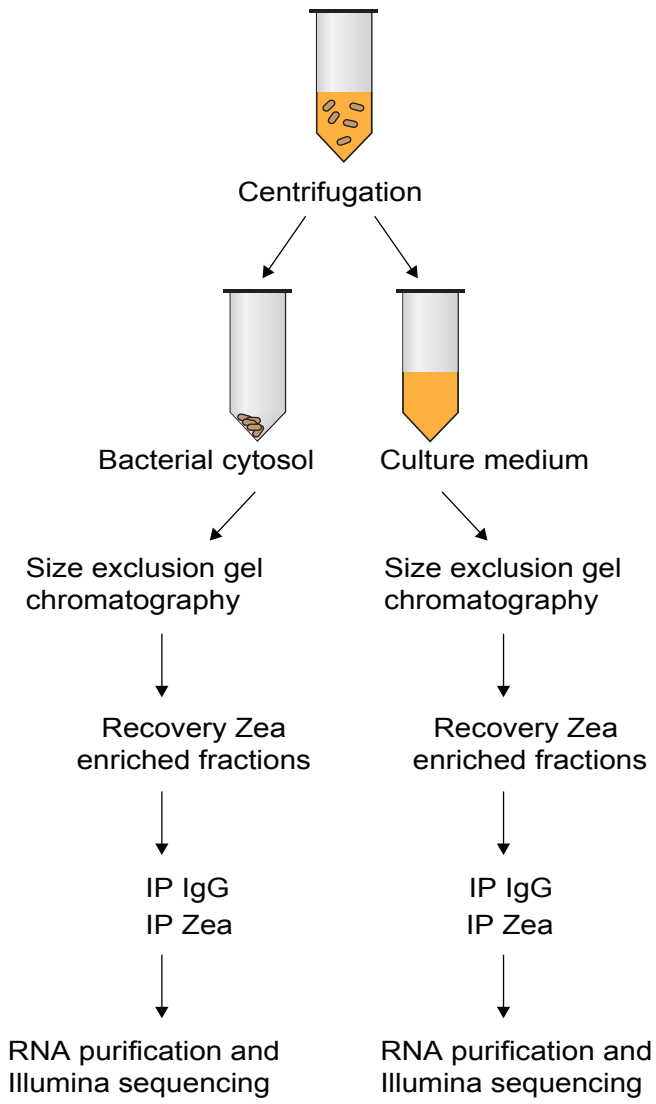 Centrifugation
Bacterial cytosol
Culture medium
Size exclusion gel
chromatography
Size exclusion gel
chromatography
Recovery Zea
enriched fractions
Recovery Zea
enriched fractions
IP IgG
IP Zea
IP IgG
IP Zea
RNA purification and
Illumina sequencing
RNA purification and
Illumina sequencing